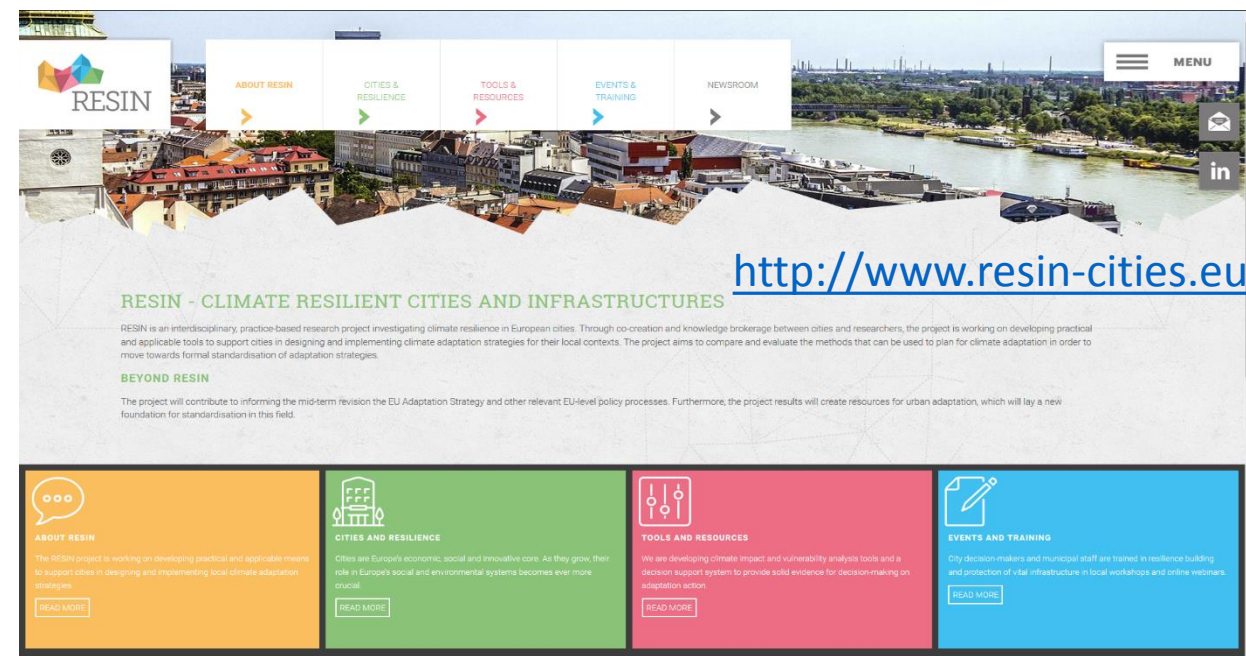 RESIN
ABOUT RESIN
CITIES &
RESILIENCE
TOOLS &
RESOURCES
EVENTS &
TRAINING
NEWSROOM
MENU
in
http://www.resin-cities.eu
RESIN - CLIMATE RESILIENT CITIES AND INFRASTRUCTURES
RESIN is an interdisciplinary, practice-based research project investigating climate resilience in European cities. Through co-creation and knowledge brokerage between cities and researchers, the project is working on developing practical
and applicable tools to support cities in designing and implementing climate adaptation strategies for their local contexts. The project aims to compare and evaluate the methods that can be used to plan for climate adaptation in order to
move towards formal standardisation of adaptation strategies.
BEYOND RESIN
The project will contribute to informing the mid-term revision the EU Adaptation Strategy and other relevant EU-level policy processes. Furthermore, the project results will create resources for urban adaptation, which will lay a new
foundation for standardisation in this field.
ABOUT RESIN
The RESIN project is working on developing practical and applicable means
to support cities in designing and implementing local climate adaptation
strategies
READ MORE
CITIES AND RESILIENCE
Cities are Europe's economic, social and innovative core. As they grow, their
role in Europe's social and environmental systems becomes ever more
crucial.
READ MORE
TOOLS AND RESOURCES
We are developing climate impact and vulnerability analysis tools and a
decision support system to provide solid evidence for decision-making on
adaptation action
READ MORE
EVENTS AND TRAINING
City decision-makers and municipal staff are trained in resilience building
and protection of vital infrastructure in local workshops and online webinars.
READ MORE